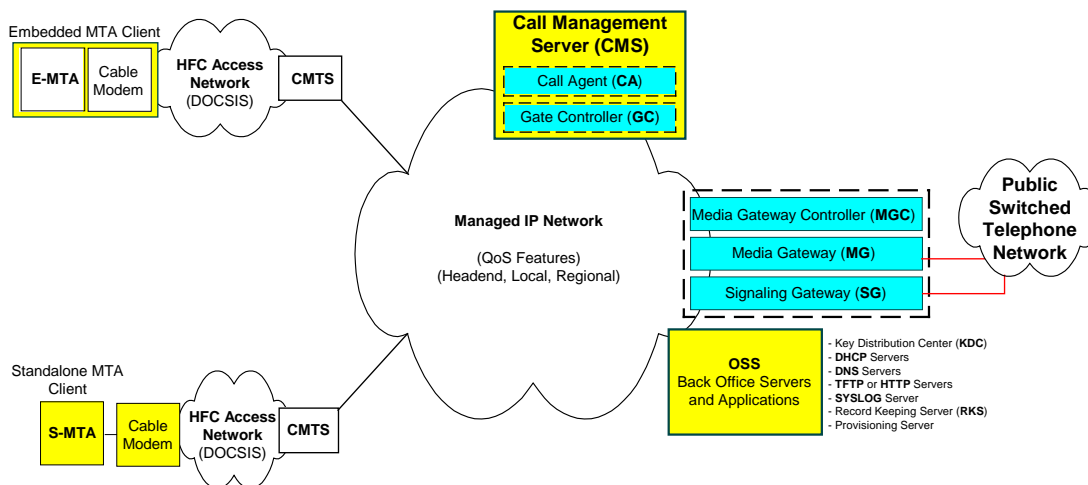 Embedded MTA Client
E-MTA
Cable
Modem
HFC Access
Network
(DOCSIS)
CMTS
Call Management
Server (CMS)
Call Agent (CA)
Gate Controller (GC)
Managed IP Network
(QoS Features)
(Headend, Local, Regional)
Media Gateway Controller (MGC)
Media Gateway (MG)
Signaling Gateway (SG)
Public
Switched
Telephone
Network
OSS
Back Office Servers
and Applications
- Key Distribution Center (KDC)
- DHCP Servers
- DNS Servers
- TFTP or HTTP Servers
- SYSLOG Server
- Record Keeping Server (RKS)
- Provisioning Server
Standalone MTA
Client
S-MTA
Cable
Modem
HFC Access
Network
(DOCSIS)
CMTS